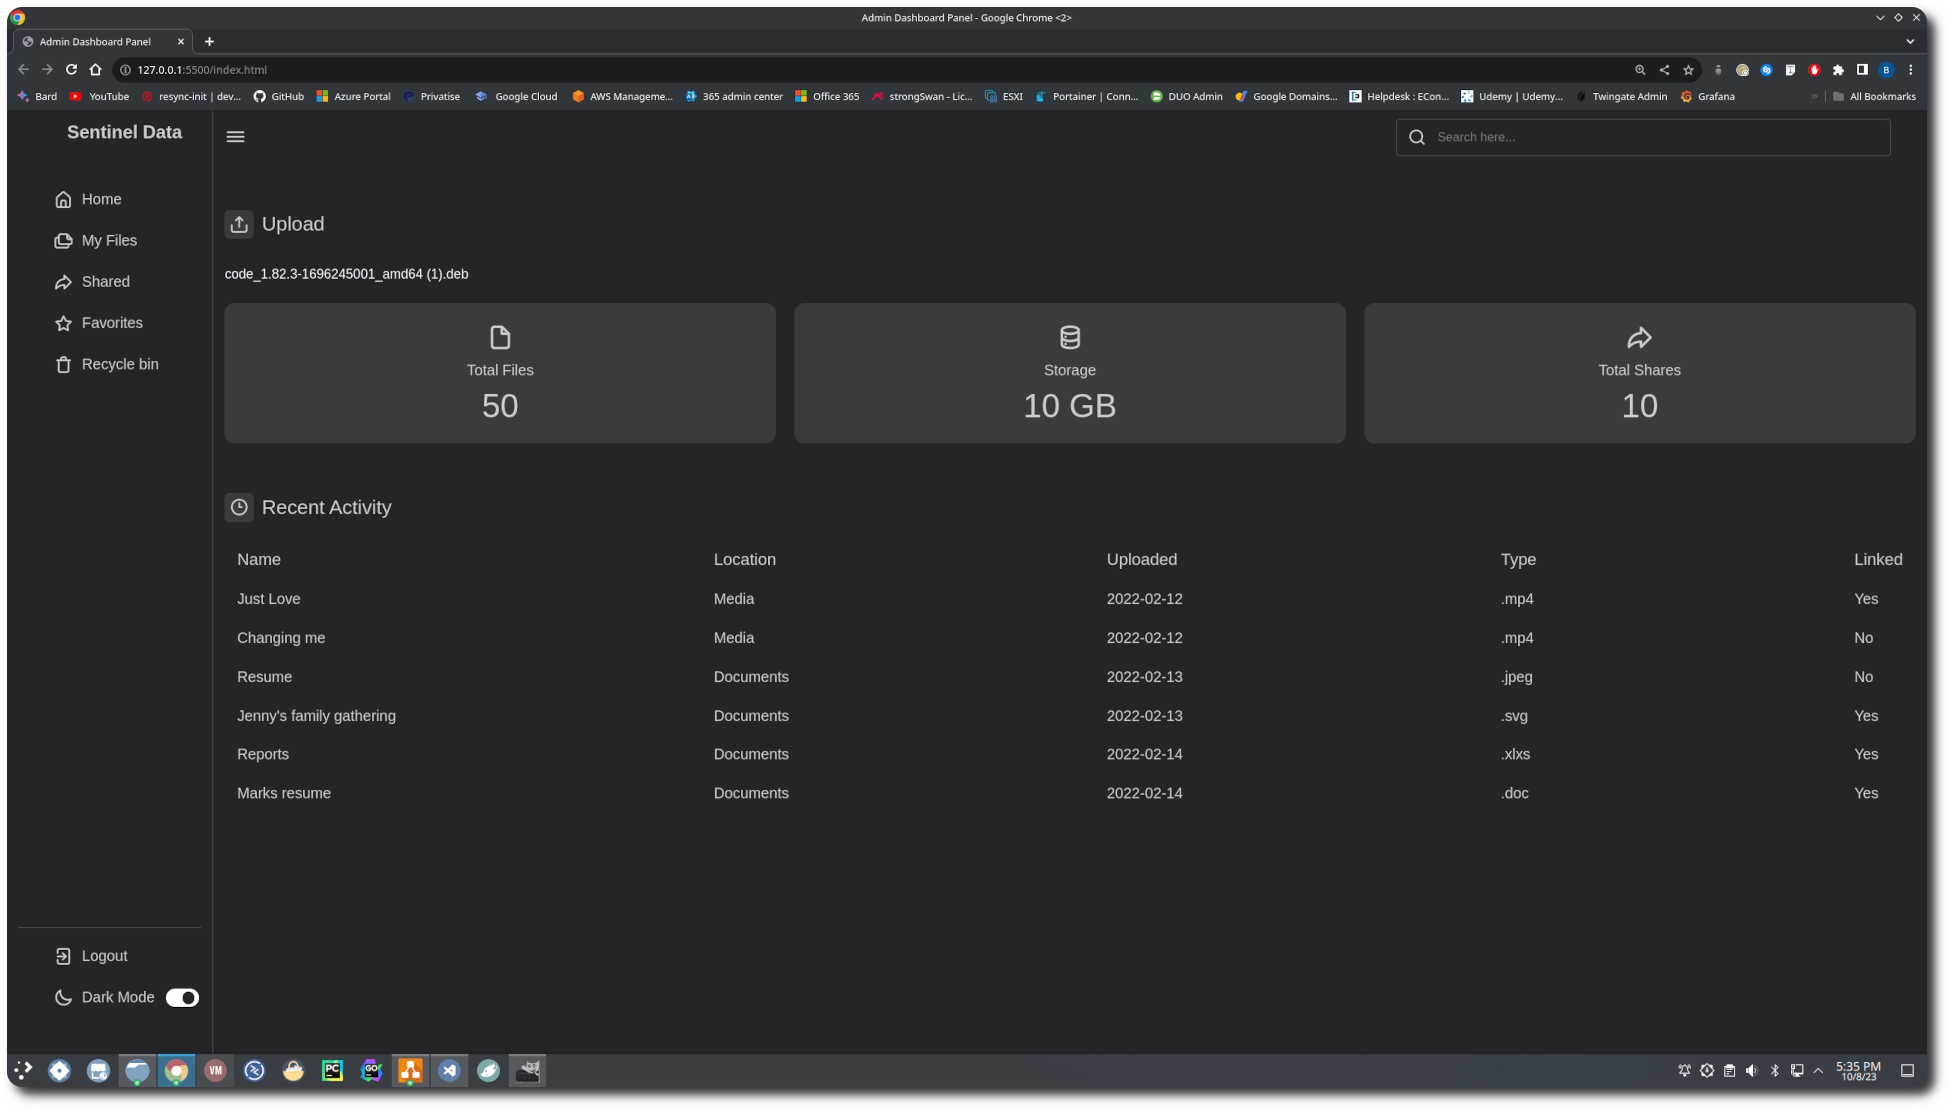 Admin Dashboard Panel - Google Chrome <2>
Admin Dashboard Panel
127.0.0.1:5500/index.html
B
Bard YouTube resync-init | dev... GitHub Azure Portal Privatise Google Cloud AWS Manageme... 365 admin center Office 365 strongSwan - Lic... ESXI Portainer | Conn... DUO Admin Google Domains... Helpdesk : ECon... Udemy | Udemy... Twingate Admin Grafana » All Bookmarks
Sentinel Data
Search here...
Home
My Files
Shared
Favorites
Recycle bin
Upload
code_1.82.3-1696245001_amd64 (1).deb
Total Files Storage Total Shares
50 10 GB 10
Recent Activity
Name Location Uploaded Type Linked
Just Love Media 2022-02-12 .mp4 Yes
Changing me Media 2022-02-12 .mp4 No
Resume Documents 2022-02-13 .jpeg No
Jenny's family gathering Documents 2022-02-13 .svg Yes
Reports Documents 2022-02-14 .xlxs Yes
Marks resume Documents 2022-02-14 .doc Yes
Logout
Dark Mode
VM PC GO 5:35 PM
10/8/23